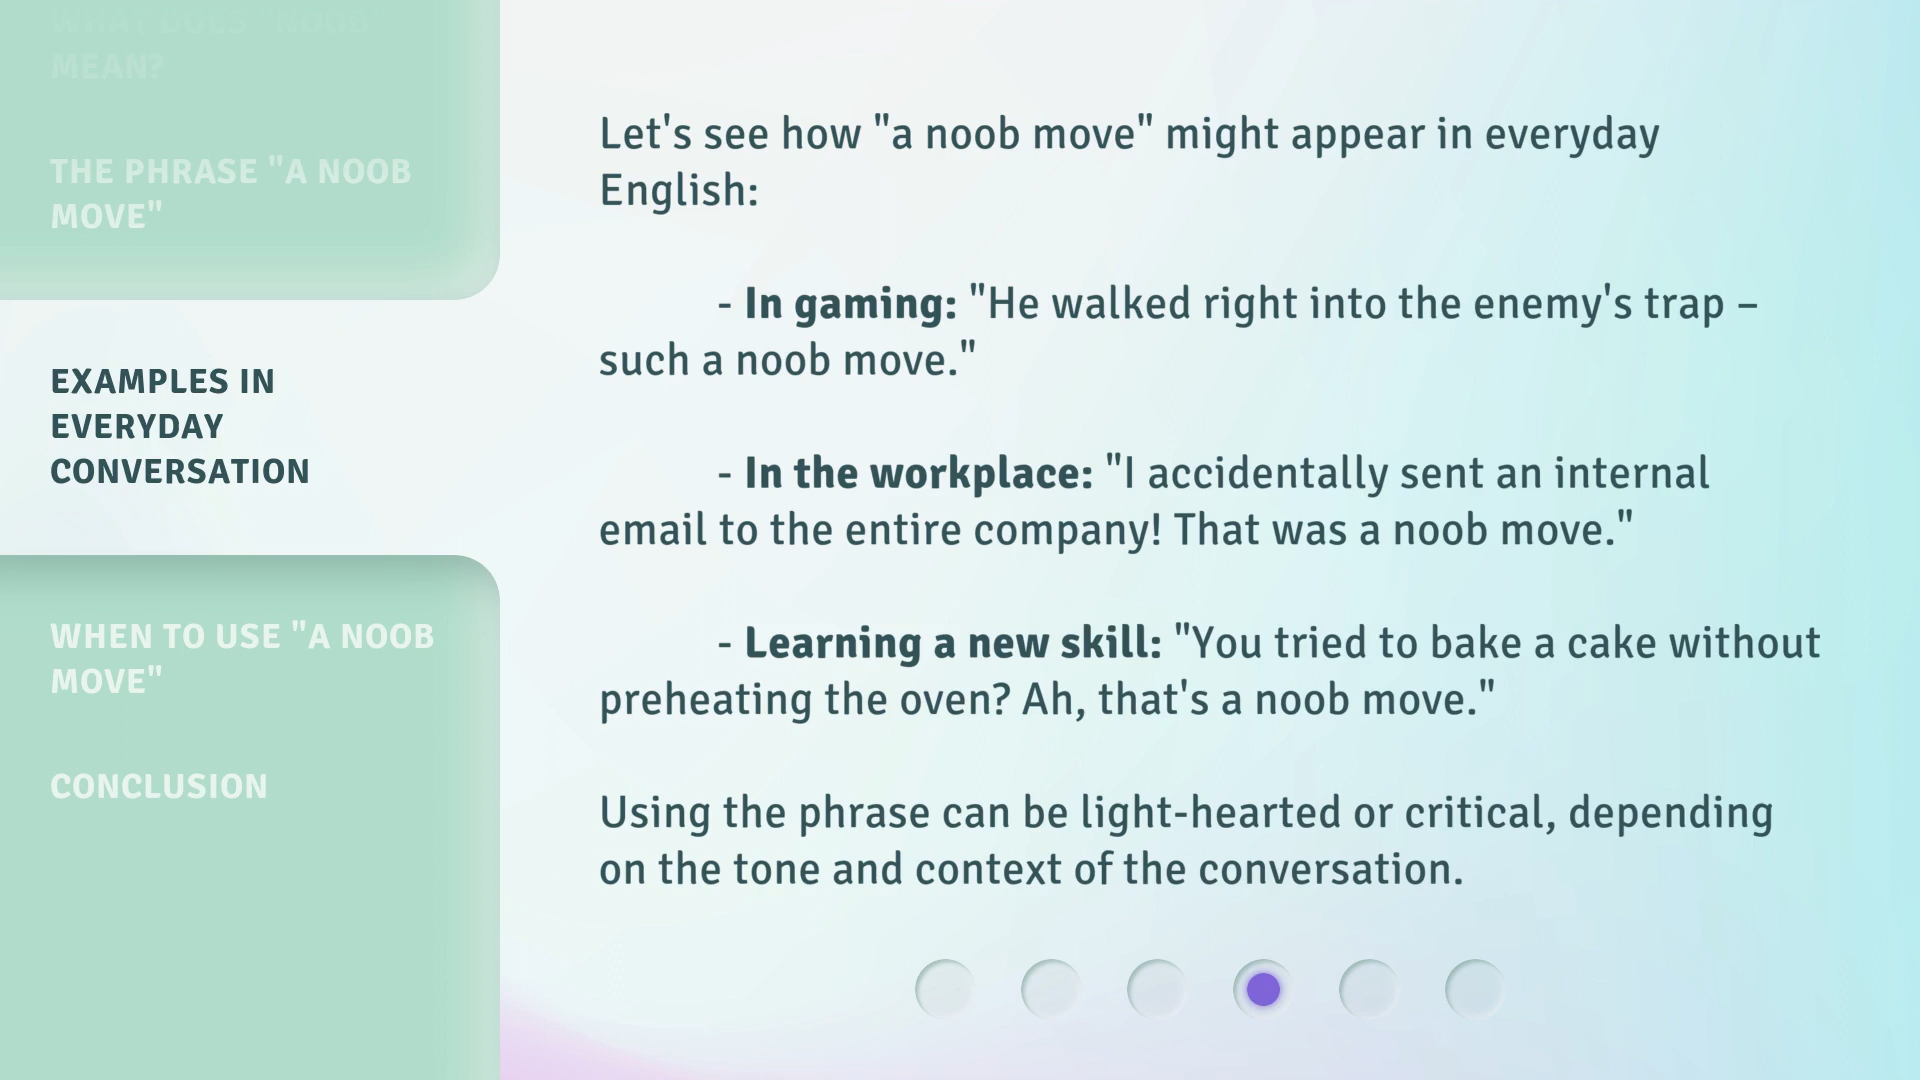 WHAT DOES "NOOB"
MEAN?
THE PHRASE "A NOOB
MOVE"
EXAMPLES IN
EVERYDAY
CONVERSATION
WHEN TO USE "A NOOB
MOVE"
CONCLUSION
Let's see how "a noob move" might appear in everyday
English:
- In gaming: "He walked right into the enemy's trap –
such a noob move."
- In the workplace: "I accidentally sent an internal
email to the entire company! That was a noob move."
- Learning a new skill: "You tried to bake a cake without
preheating the oven? Ah, that's a noob move."
Using the phrase can be light-hearted or critical, depending
on the tone and context of the conversation.